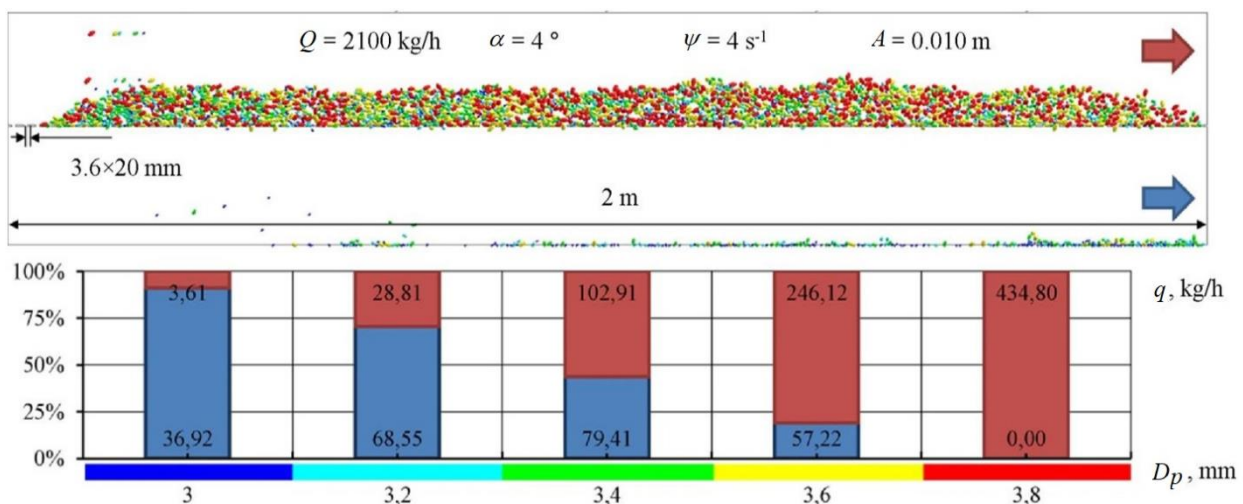 Q = 2100 kg/h α = 4 ° ψ = 4 s⁻¹ A = 0.010 m
3.6×20 mm
2 m
100% 3,61 28,81 102,91 246,12 434,80 q, kg/h
75%
50%
25%
36,92 68,55 79,41 57,22 0,00
0%
3 3,2 3,4 3,6 3,8 Dₚ, mm